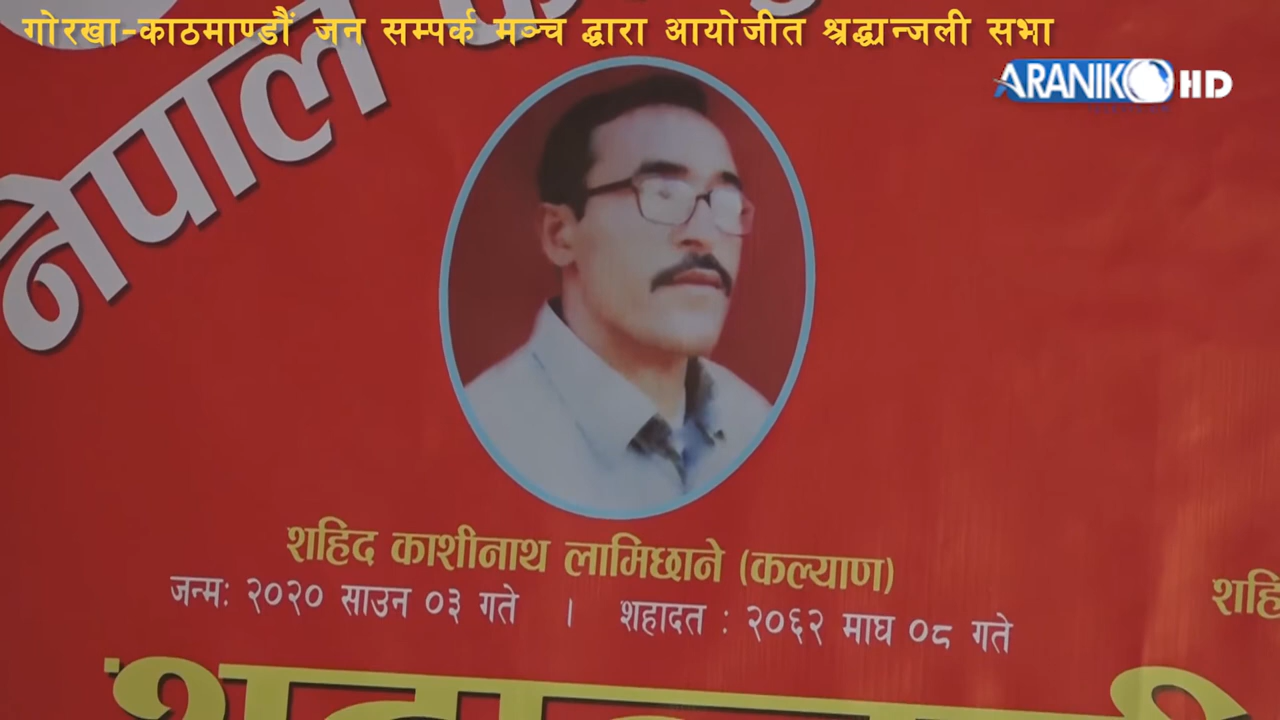 गोरखा-काठमाण्डौं जन सम्पर्क मञ्च द्वारा आयोजीत श्रद्धान्जली सभा
ARANIKO HD
नेपाल
शहिद काशीनाथ लामिछाने (कल्याण)
जन्म: २०२० साउन ०३ गते । शहादत : २०६२ माघ ०८ गते